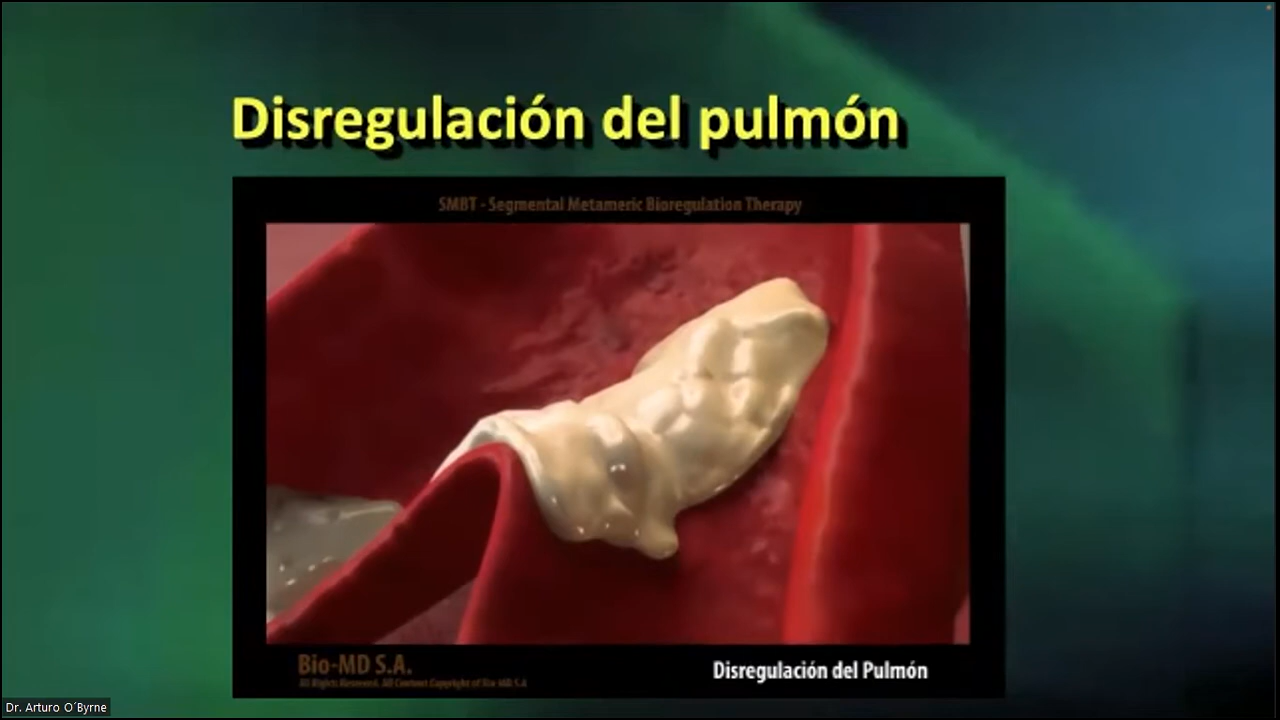 Disregulación del pulmón
SMBT - Segmental Metameric Bioregulation Therapy
Bio-MD S.A.
All Rights Reserved. All Content Copyright of Bio-MD S.A
Disregulación del Pulmón
Dr. Arturo O´Byrne